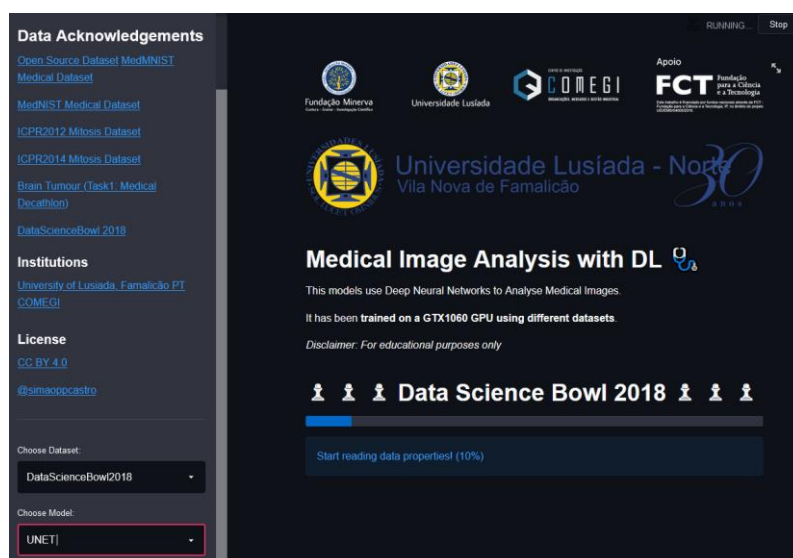 Data Acknowledgements
Open Source Dataset MedMNIST
Medical Dataset
MedNIST Medical Dataset
ICPR2012 Mitosis Dataset
ICPR2014 Mitosis Dataset
Brain Tumour (Task1: Medical
Decathlon)
DataScienceBowl 2018
Institutions
University of Lusiada, Famalicão PT
COMEGI
License
CC BY 4.0
@simaoppcastro
Choose Dataset:
DataScienceBowl2018
Choose Model:
UNET
RUNNING...
Stop
Fundação Minerva
Cultura - Ensino - Investigação Científica
Universidade Lusíada
COMEGI
Apoio
FCT
Fundação
para a Ciência
e a Tecnologia
Universidade Lusíada - Norte
Vila Nova de Famalicão
30
ANOS
Medical Image Analysis with DL
This models use Deep Neural Networks to Analyse Medical Images.
It has been trained on a GTX1060 GPU using different datasets.
Disclaimer: For educational purposes only
Data Science Bowl 2018
Start reading data properties! (10%)